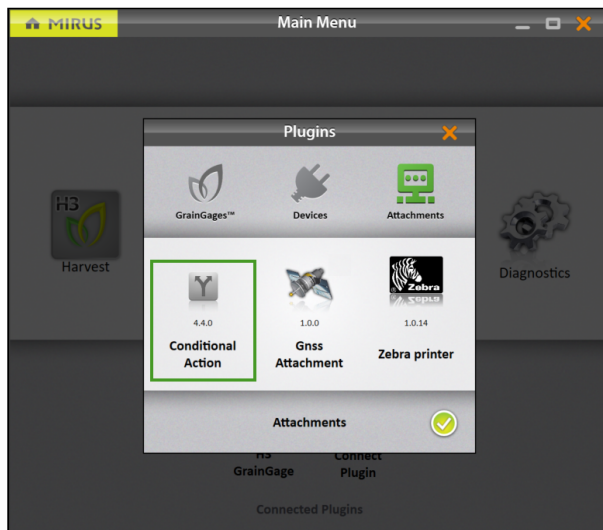 MIRUS
Main Menu
Plugins
GrainGages™
Devices
Attachments
H3
Harvest
Diagnostics
Zebra
4.4.0
1.0.0
1.0.14
Conditional
Action
Gnss
Attachment
Zebra printer
Attachments
H3
GrainGage
Connect
Plugin
Connected Plugins